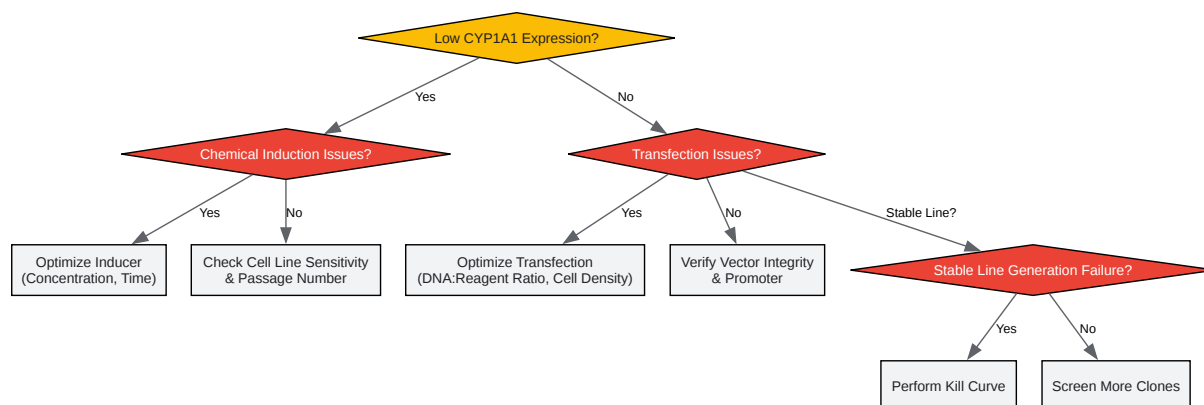 Low CYP1A1 Expression?
Yes
No
Chemical Induction Issues?
Transfection Issues?
Yes
No
Yes
No
Stable Line?
Optimize Inducer
(Concentration, Time)
Check Cell Line Sensitivity
& Passage Number
Optimize Transfection
(DNA:Reagent Ratio, Cell Density)
Verify Vector Integrity
& Promoter
Stable Line Generation Failure?
Yes
No
Perform Kill Curve
Screen More Clones